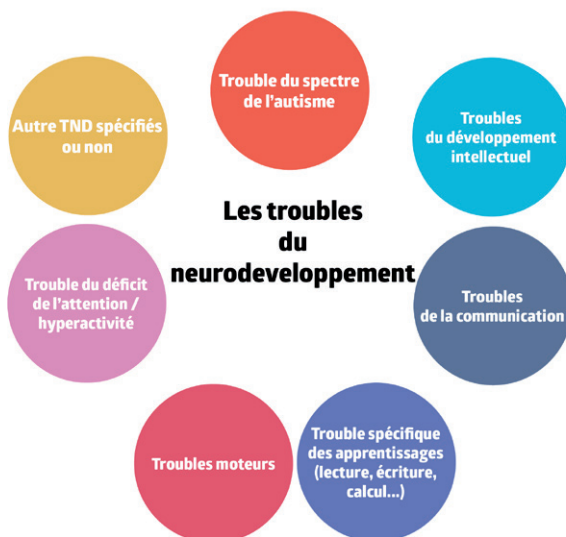 Trouble du spectre
de l'autisme
Autre TND spécifiés
ou non
Troubles
du développement
intellectuel
Les troubles
du
neurodeveloppement
Trouble du déficit
de l'attention /
hyperactivité
Troubles
de la communication
Troubles moteurs
Trouble spécifique
des apprentissages
(lecture, écriture,
calcul...)